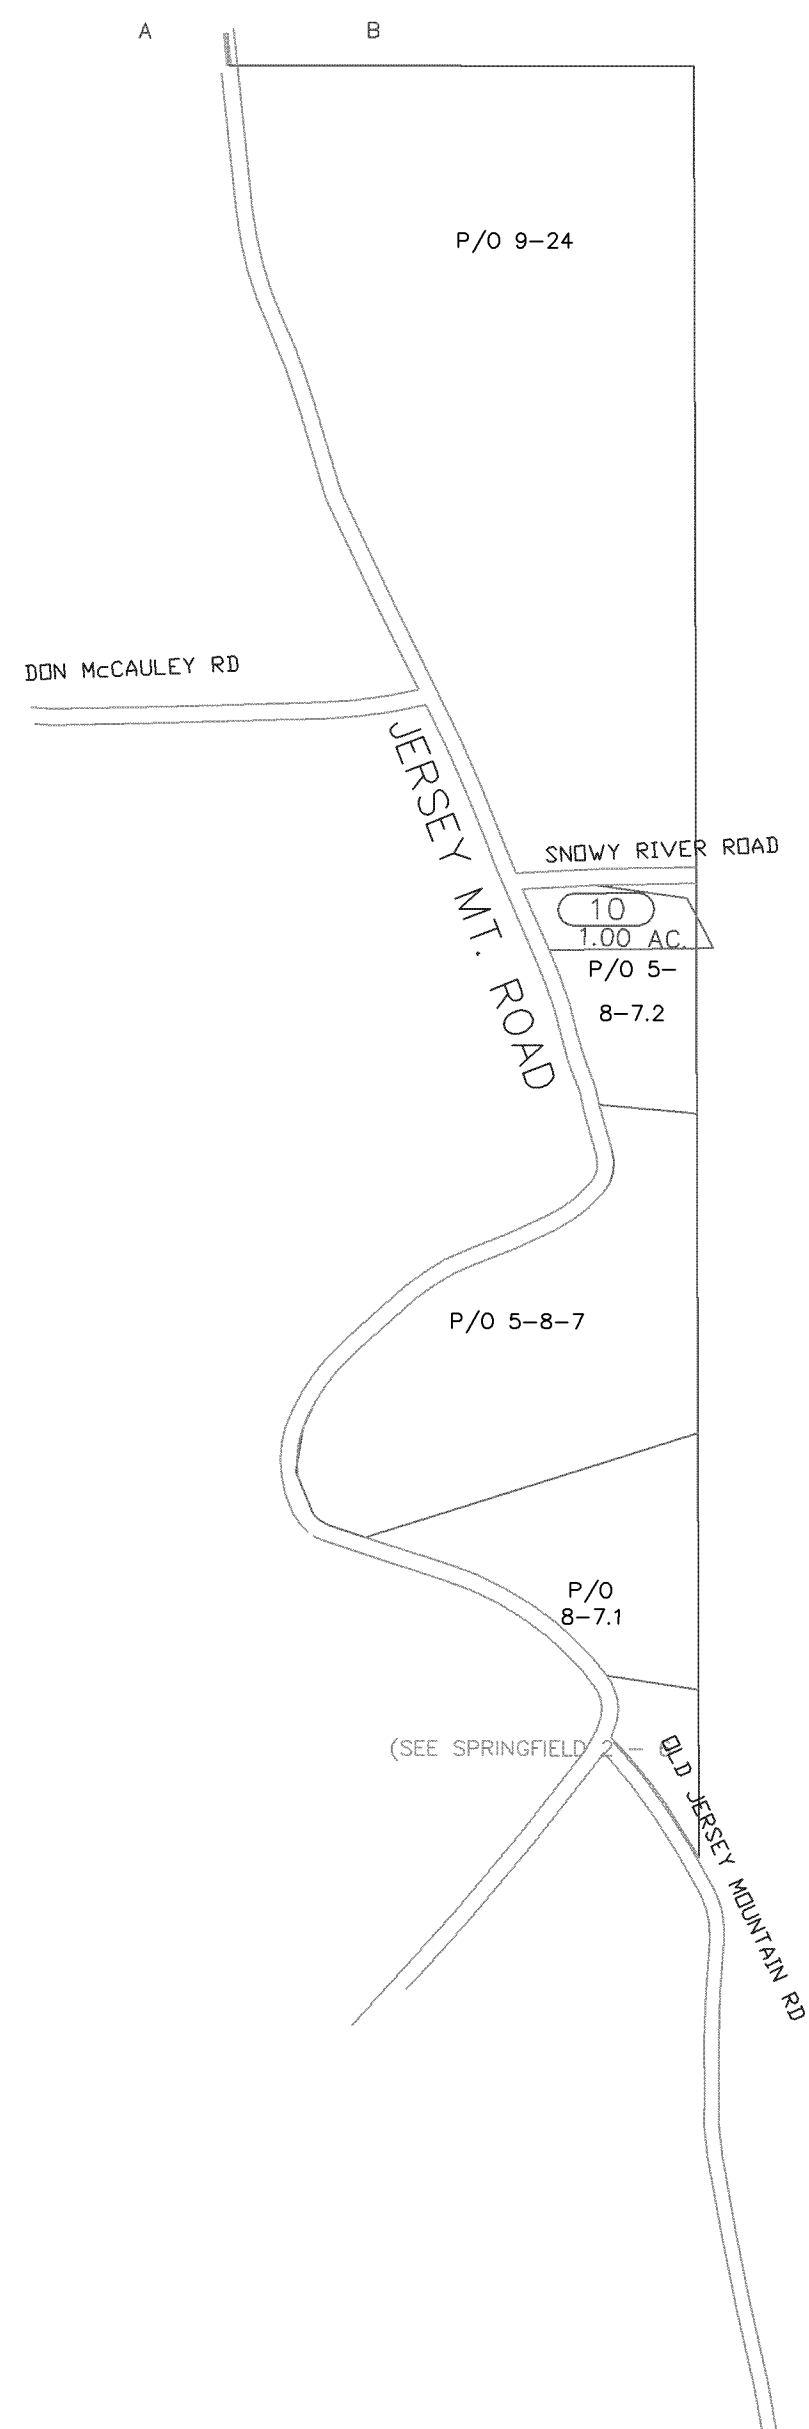 A B
P/O 9-24
DON McCAULEY RD
JERSEY MT. ROAD
SNOWY RIVER ROAD
10
1.00 AC.
P/O 5-
8-7.2
P/O 5-8-7
P/O
8-7.1
(SEE SPRINGFIELD 2 -
OLD JERSEY MOUNTAIN RD